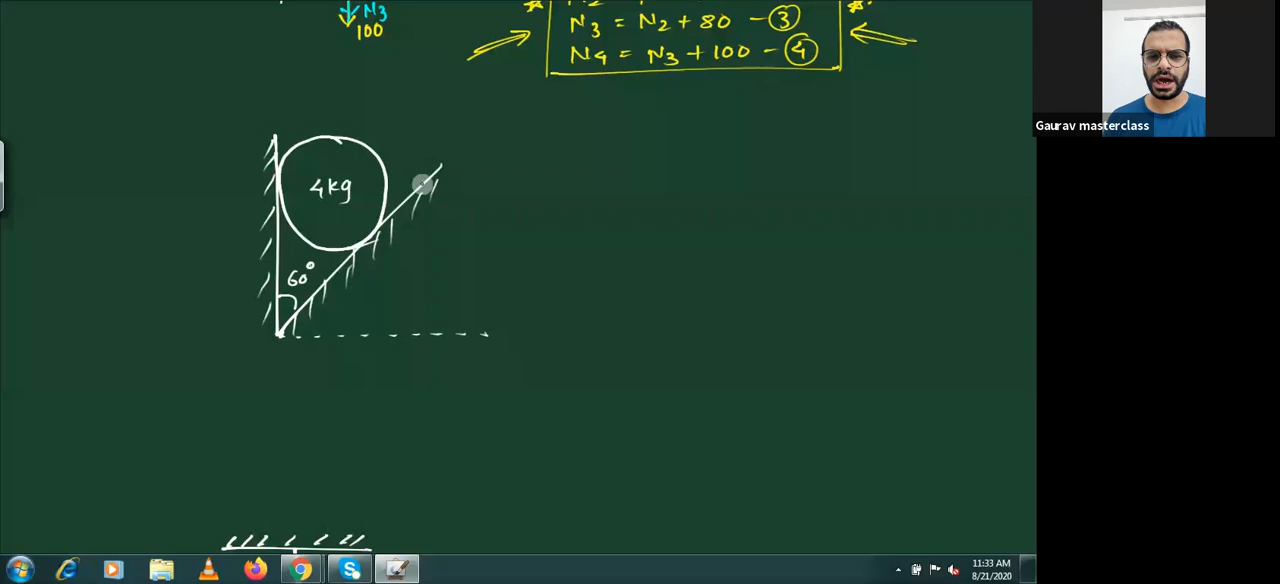 N3
100
N3 = N2 + 80 - 3
N4 = N3 + 100 - 4
4kg
60°
Gaurav masterclass
11:33 AM
8/21/2020